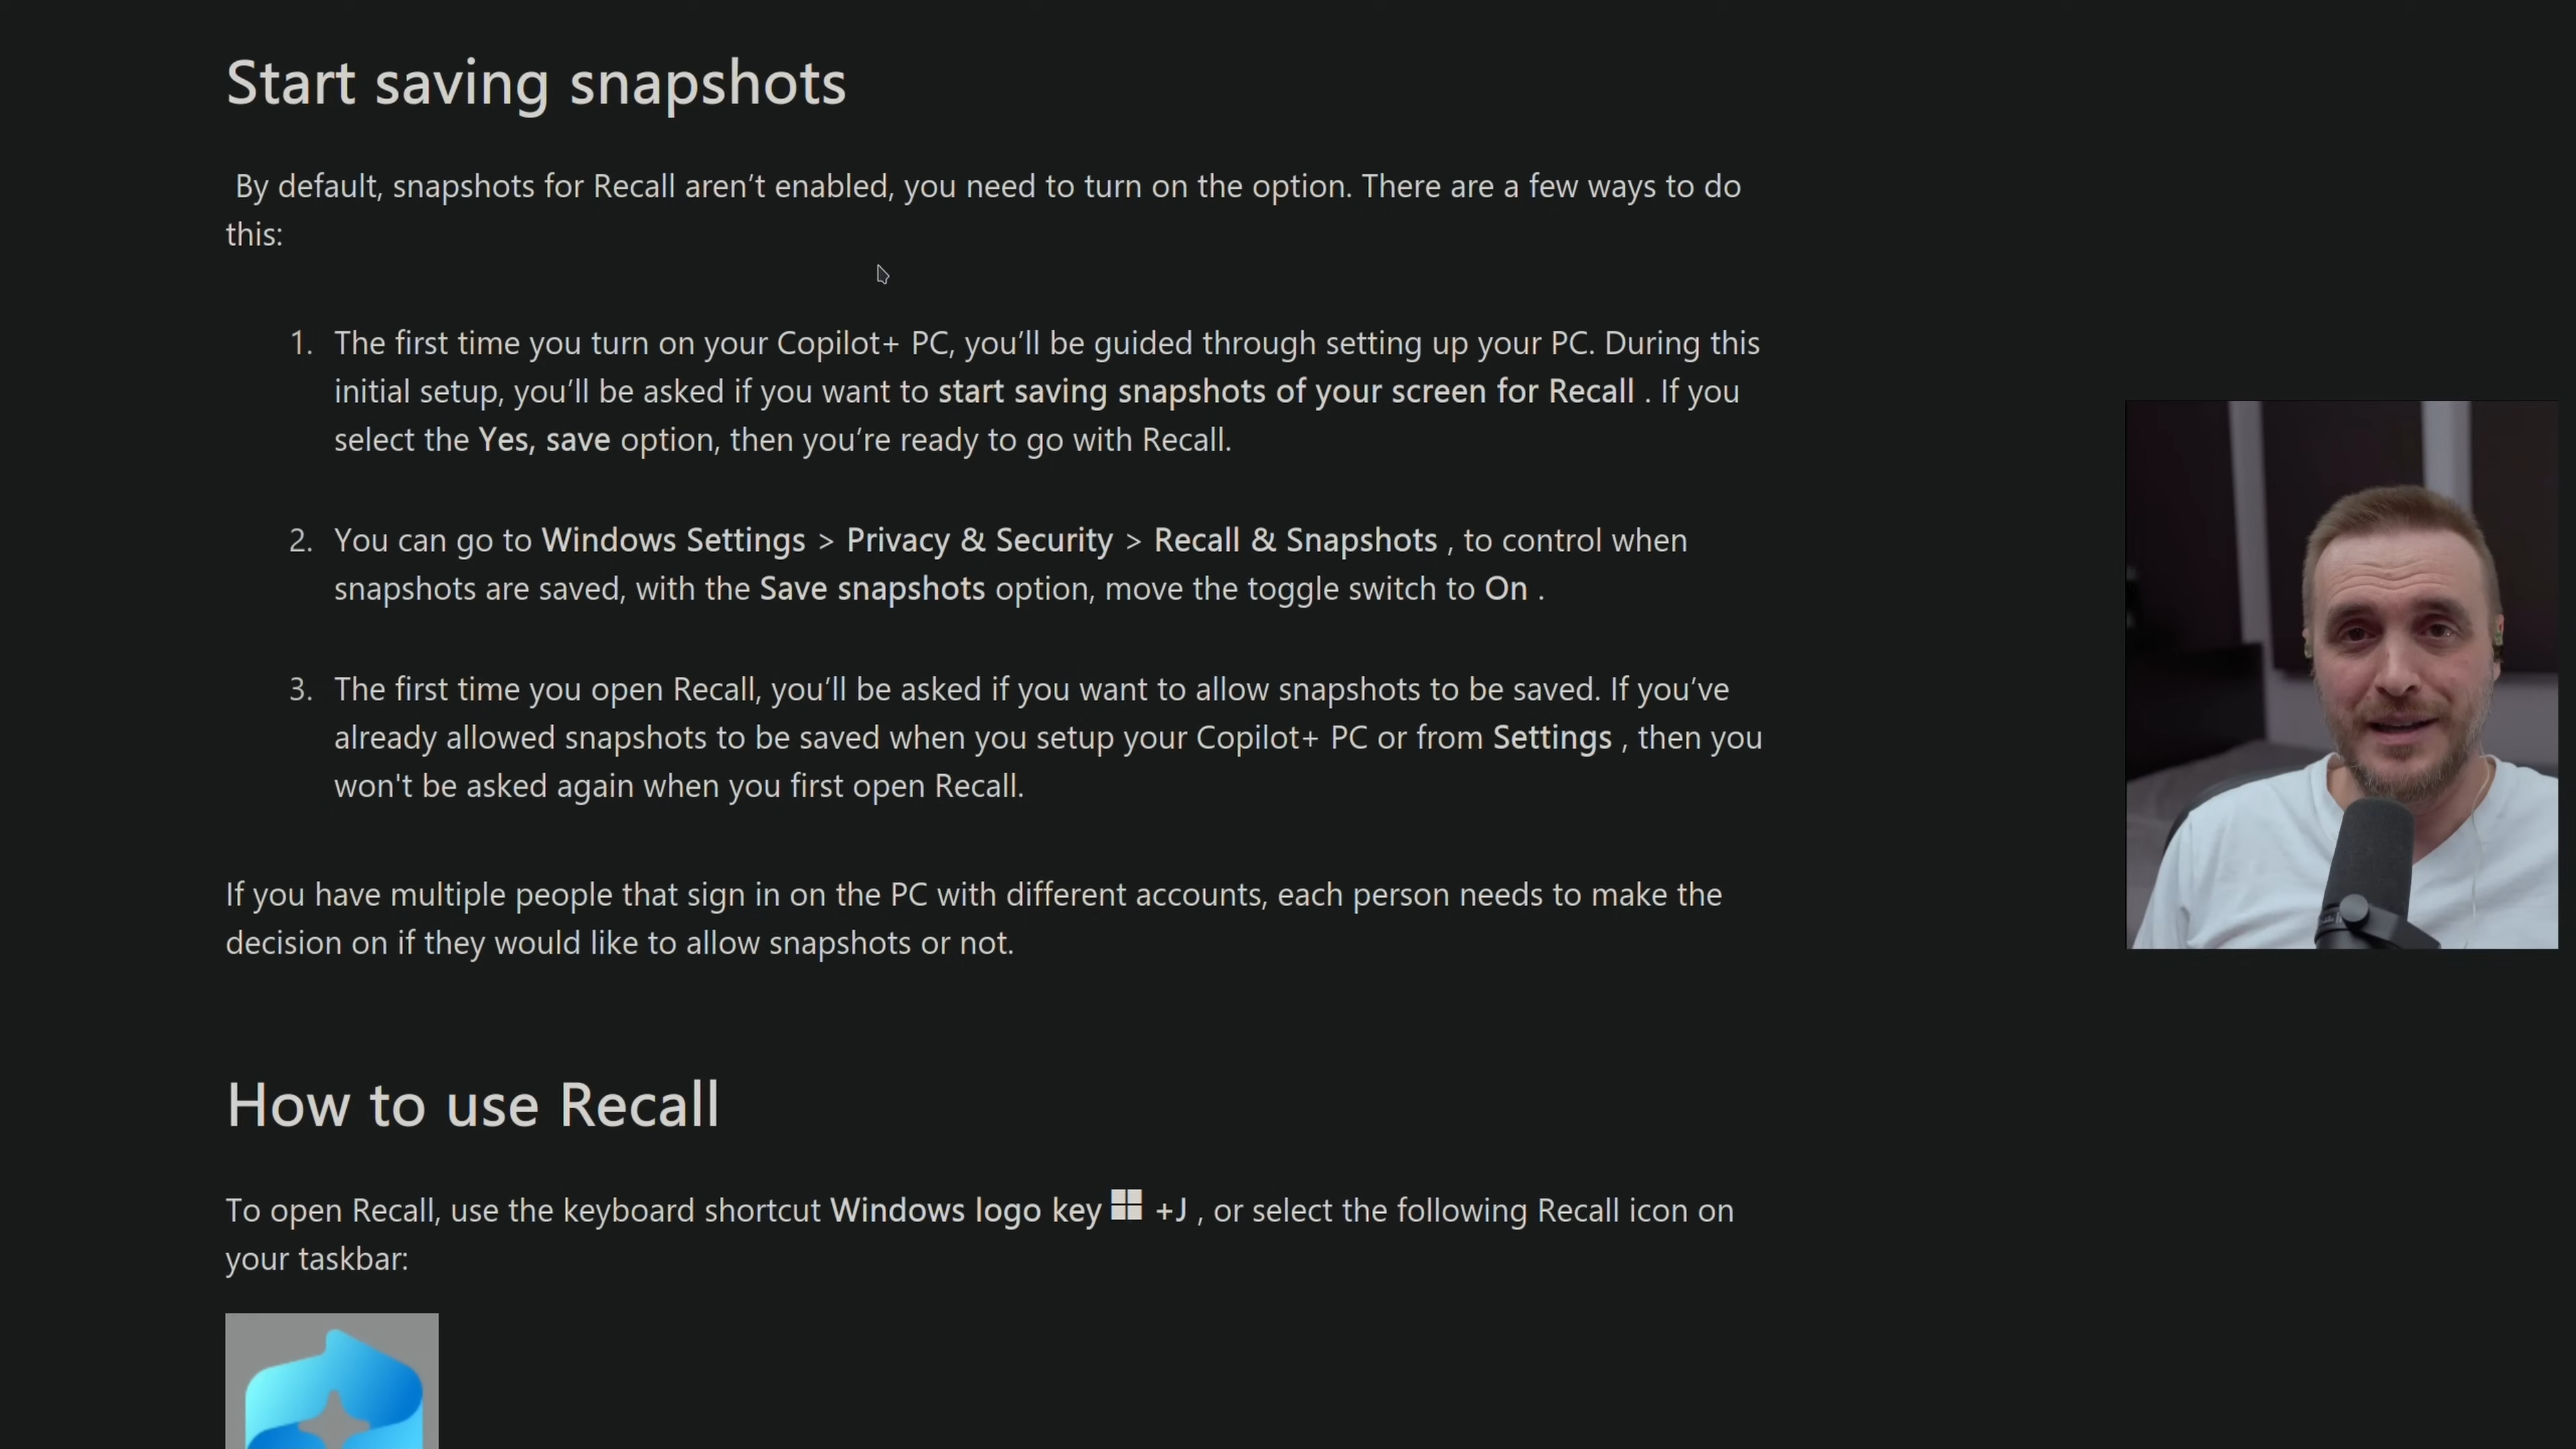 Start saving snapshots
By default, snapshots for Recall aren’t enabled, you need to turn on the option. There are a few ways to do
this:
1. The first time you turn on your Copilot+ PC, you’ll be guided through setting up your PC. During this
initial setup, you’ll be asked if you want to start saving snapshots of your screen for Recall . If you
select the Yes, save option, then you’re ready to go with Recall.
2. You can go to Windows Settings > Privacy & Security > Recall & Snapshots , to control when
snapshots are saved, with the Save snapshots option, move the toggle switch to On .
3. The first time you open Recall, you’ll be asked if you want to allow snapshots to be saved. If you’ve
already allowed snapshots to be saved when you setup your Copilot+ PC or from Settings , then you
won't be asked again when you first open Recall.
If you have multiple people that sign in on the PC with different accounts, each person needs to make the
decision on if they would like to allow snapshots or not.
How to use Recall
To open Recall, use the keyboard shortcut Windows logo key +J , or select the following Recall icon on
your taskbar: